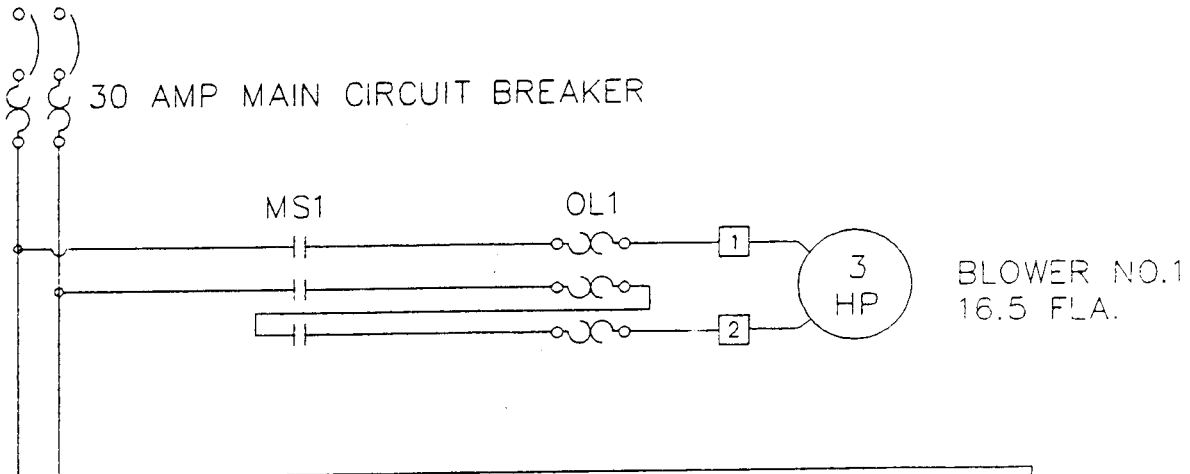 30 AMP MAIN CIRCUIT BREAKER
MS1
OL1
1
3
HP
BLOWER NO.1
16.5 FLA.
2